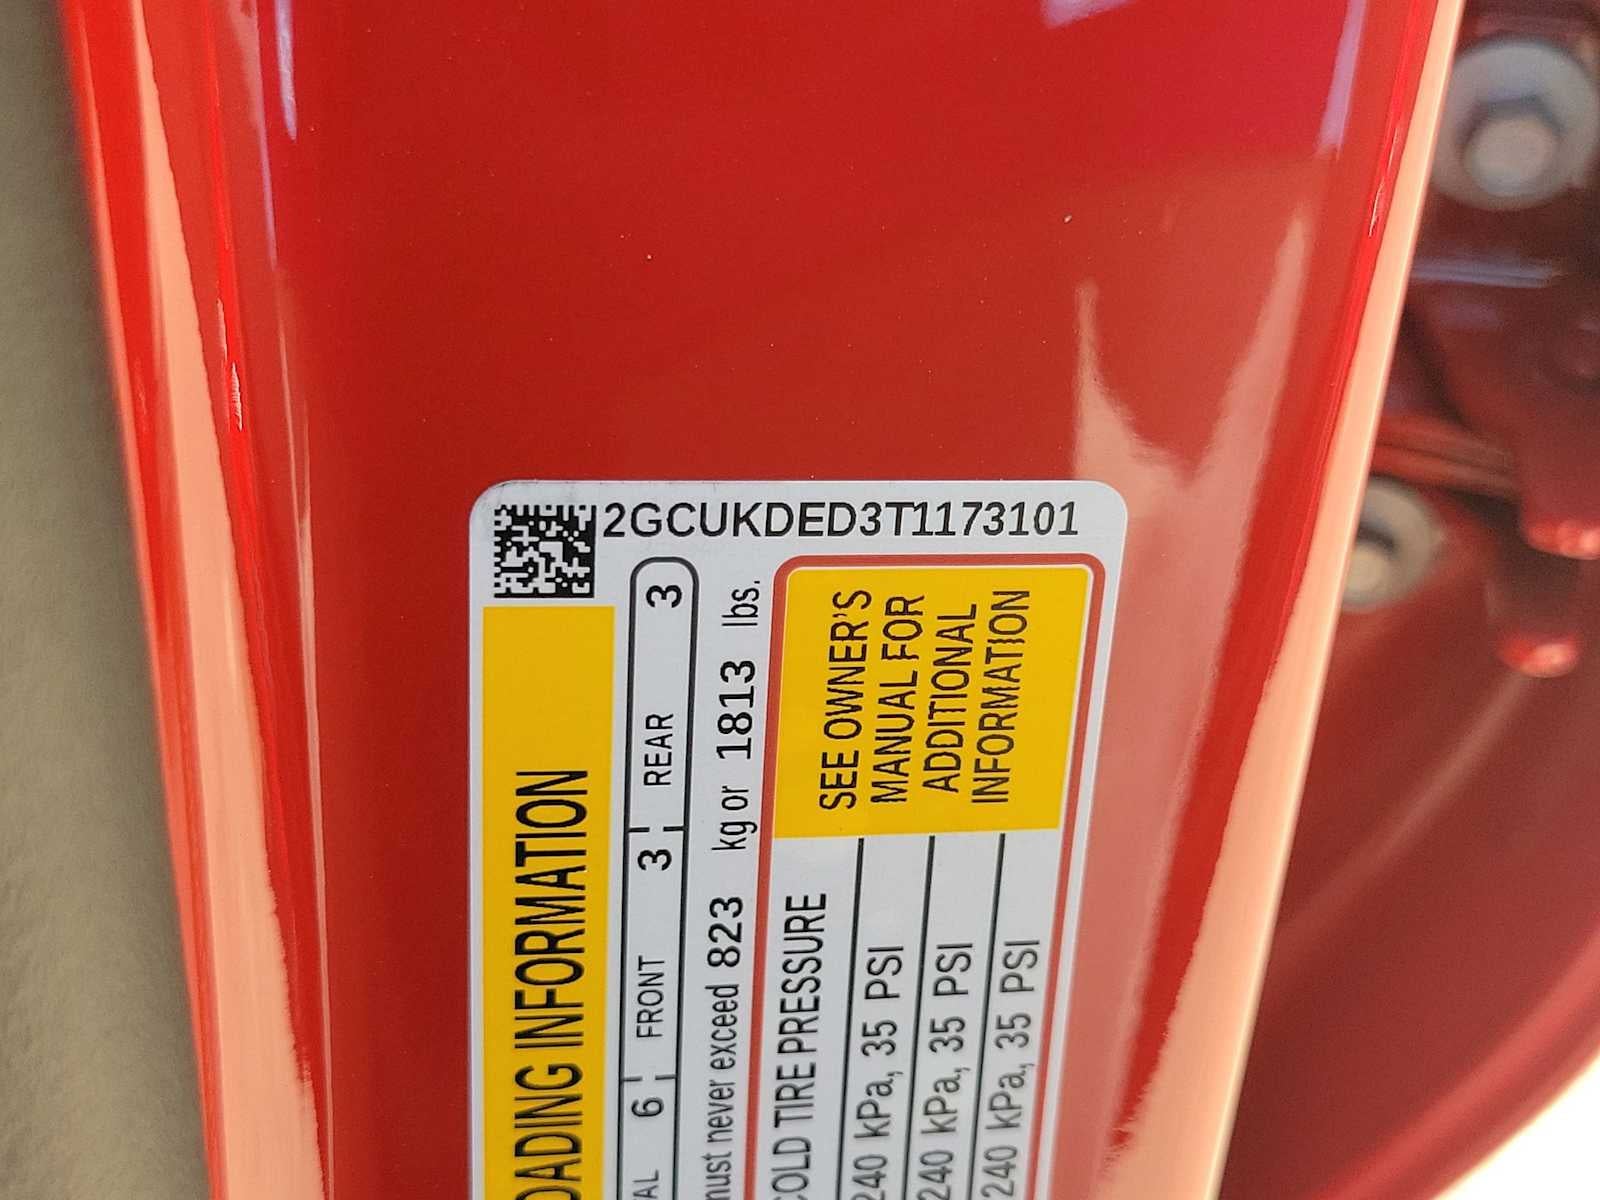 2GCUKDED3T1173101
OADING INFORMATION
AL 6 FRONT 3 REAR 3
must never exceed 823 kg or 1813 lbs.
COLD TIRE PRESSURE
240 kPa, 35 PSI
240 kPa, 35 PSI
240 kPa, 35 PSI
SEE OWNER'S
MANUAL FOR
ADDITIONAL
INFORMATION